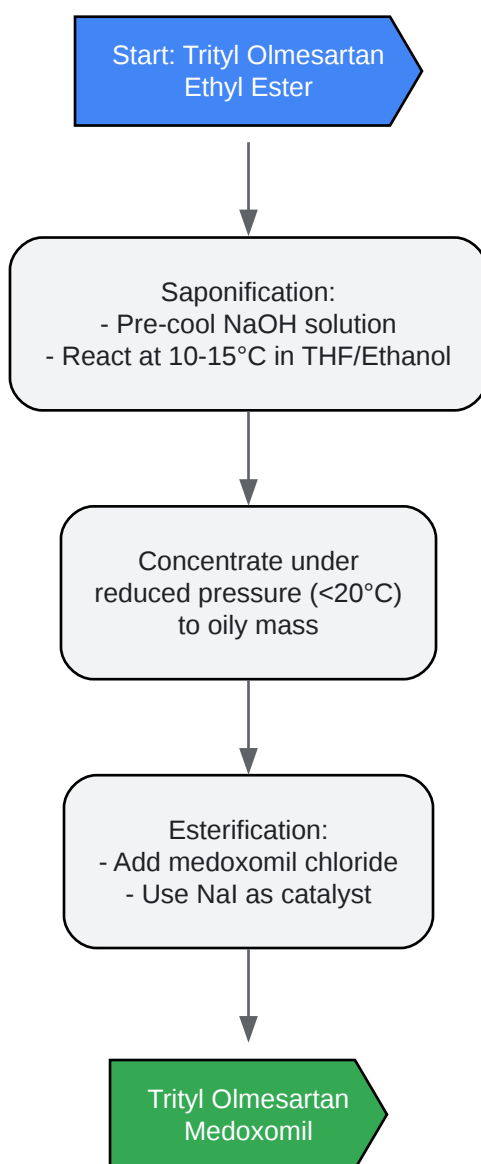 Start: Trityl Olmesartan
Ethyl Ester
Saponification:
- Pre-cool NaOH solution
- React at 10-15°C in THF/Ethanol
Concentrate under
reduced pressure (<20°C)
to oily mass
Esterification:
- Add medoxomil chloride
- Use NaI as catalyst
Trityl Olmesartan
Medoxomil